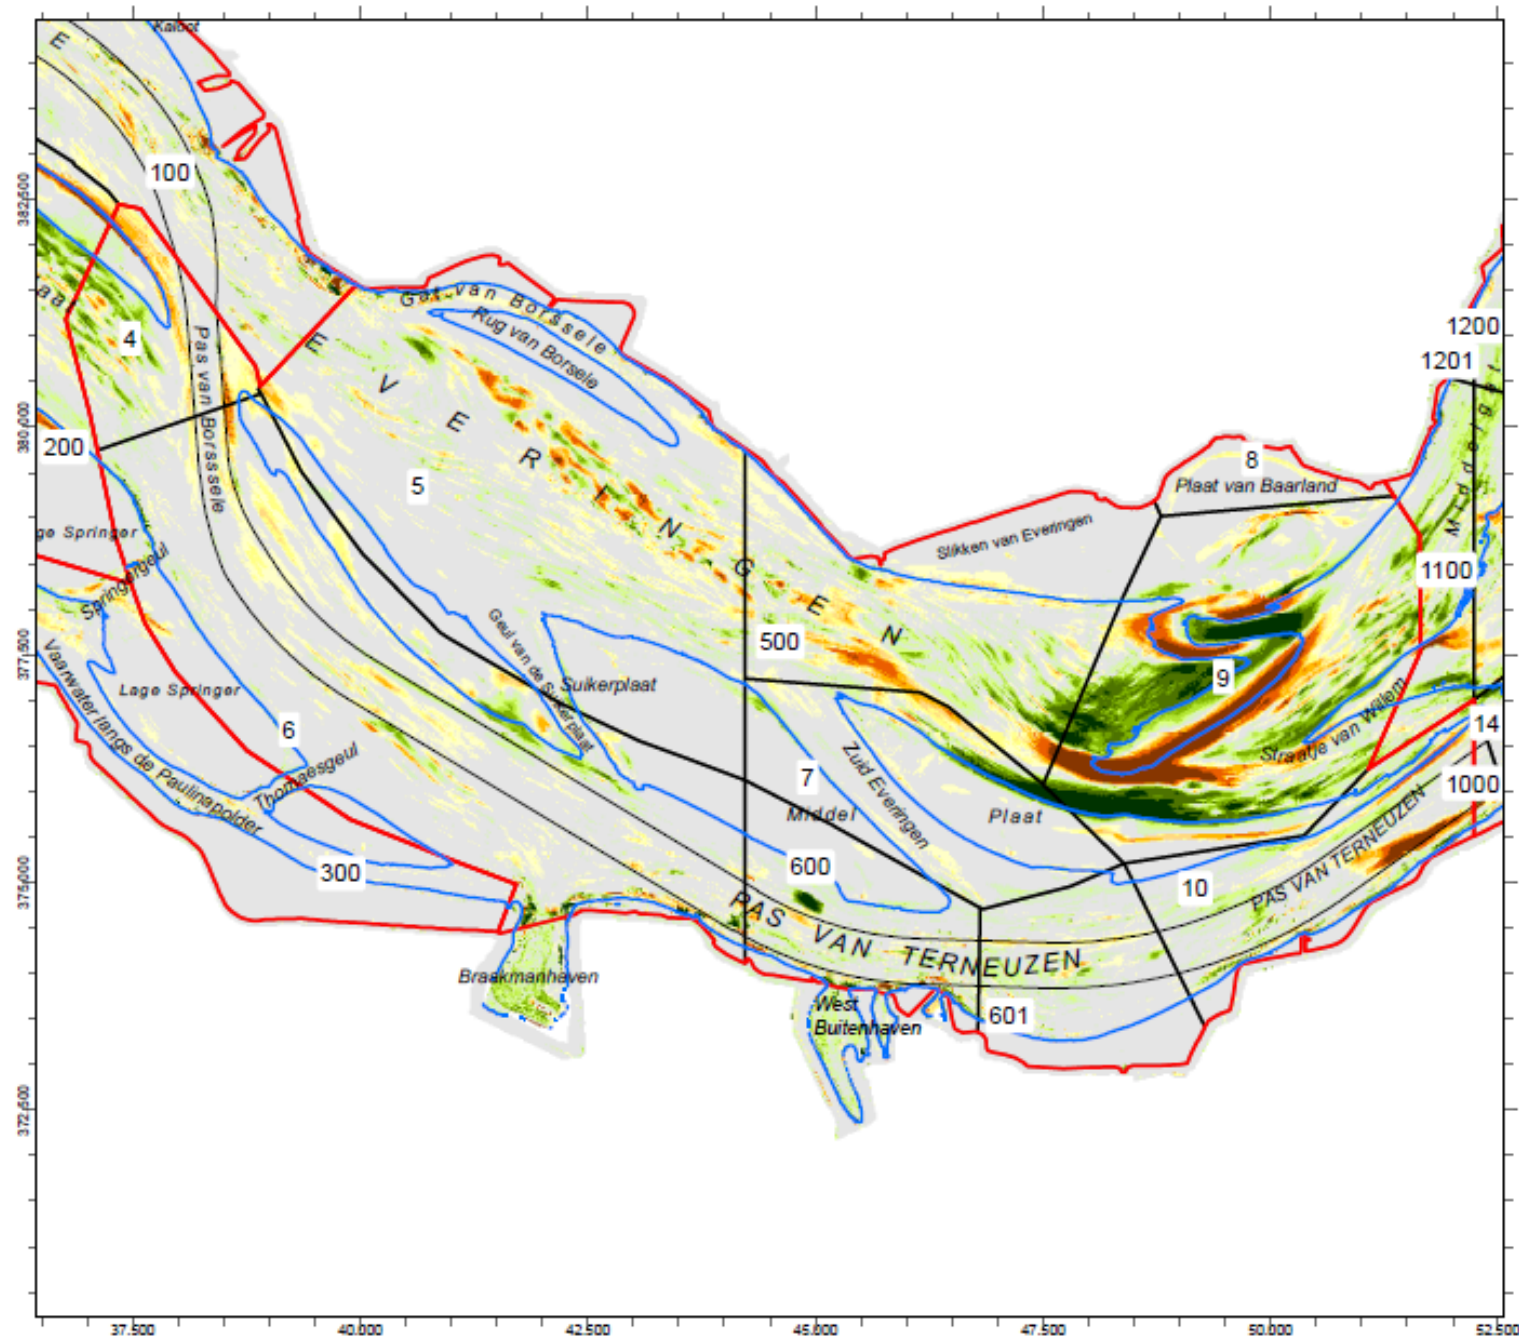 Kaloot
E
100
382.500
Gat van Borssele
Rug van Borsele
1200
4
Pas van Borssele
E V E R I N G E N
1201
Middelgat
380.000
200
5
8
Plaat van Baarland
Slikken van Everingen
Springergeul
1100
Geul van de Suikerplaat
500
377.500
Vaarwater langs de Paulinapolder
Lage Springer
Suikerplaat
9
6
Straatje van Willem
14
Thomaesgeul
7
Zuid Everingen
1000
Middel
Plaat
PAS VAN TERNEUZEN
300
600
375.000
10
PAS VAN TERNEUZEN
Braakmanhaven
West
Buitenhaven
601
372.500
37.500
40.000
42.500
45.000
47.500
50.000
52.500